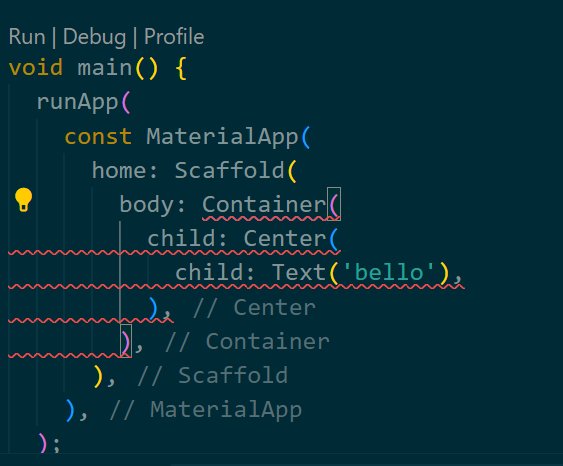 Run | Debug | Profile
void main() {
  runApp(
    const MaterialApp(
      home: Scaffold(
        body: Container(
          child: Center(
            child: Text('bello'),
          ), // Center
        ), // Container
      ), // Scaffold
    ), // MaterialApp
  );